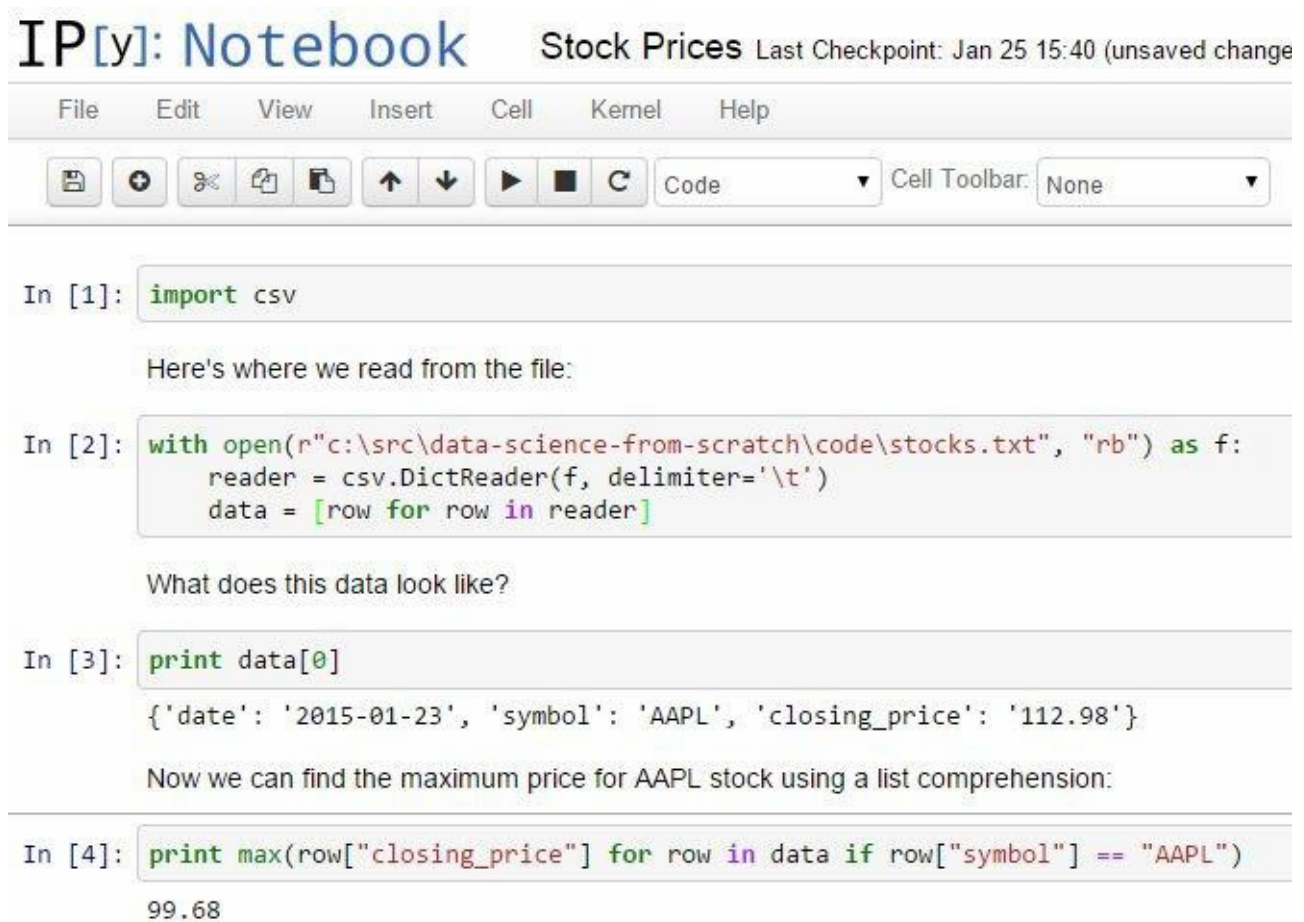 IP[y]: Notebook Stock Prices Last Checkpoint: Jan 25 15:40 (unsaved change
File Edit View Insert Cell Kernel Help
Code Cell Toolbar: None
In [1]: import csv
Here's where we read from the file:
In [2]: with open(r"c:\src\data-science-from-scratch\code\stocks.txt", "rb") as f:
    reader = csv.DictReader(f, delimiter='\t')
    data = [row for row in reader]
What does this data look like?
In [3]: print data[0]
{'date': '2015-01-23', 'symbol': 'AAPL', 'closing_price': '112.98'}
Now we can find the maximum price for AAPL stock using a list comprehension:
In [4]: print max(row["closing_price"] for row in data if row["symbol"] == "AAPL")
99.68